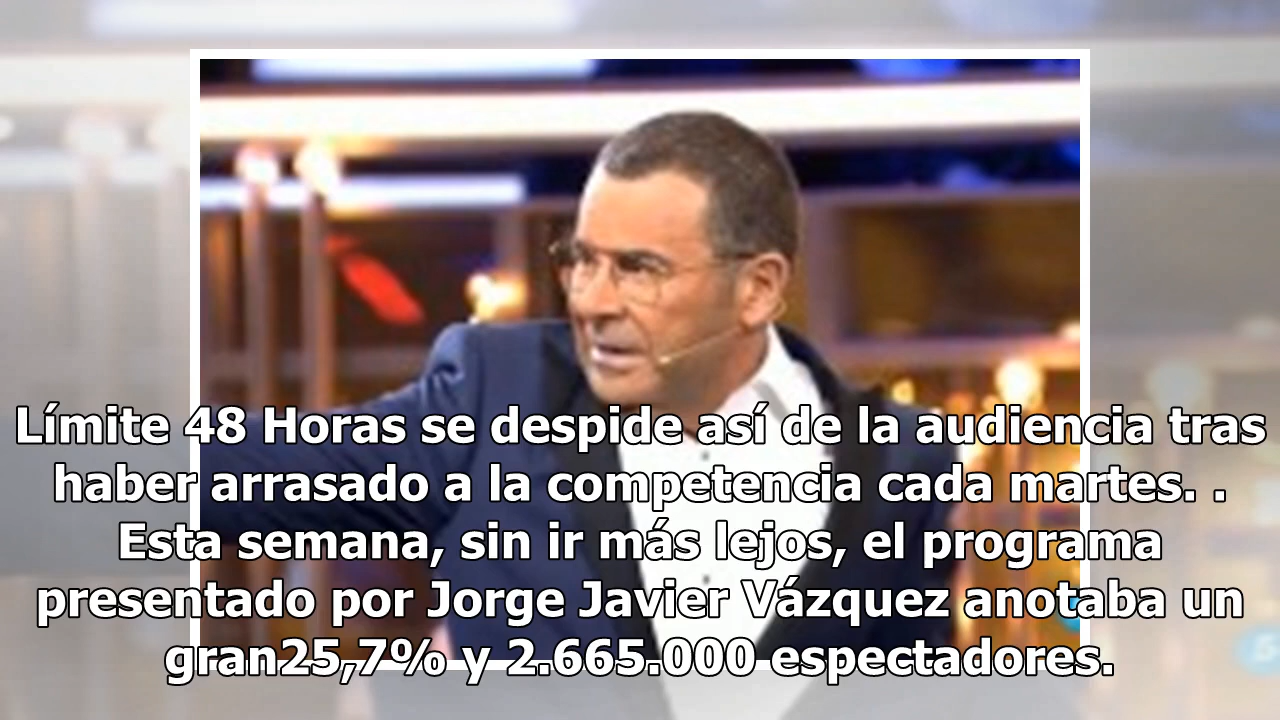 Límite 48 Horas se despide así de la audiencia tras
haber arrasado a la competencia cada martes. .
Esta semana, sin ir más lejos, el programa
presentado por Jorge Javier Vázquez anotaba un
gran25,7% y 2.665.000 espectadores.